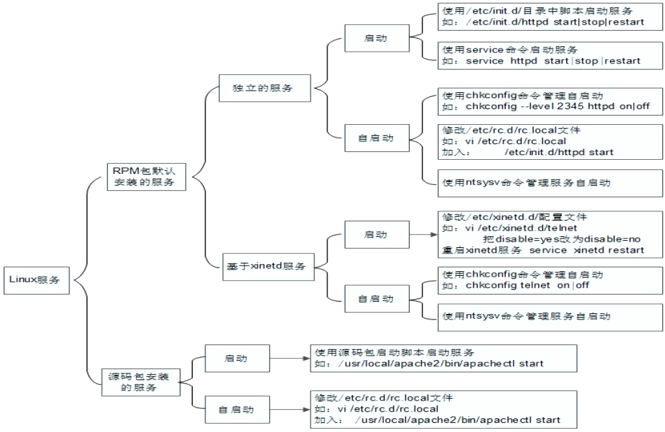 使用/etc/init.d/目录中脚本启动服务
如：/etc/init.d/httpd start|stop|restart
启动
使用service命令启动服务
如：service httpd start|stop|restart
独立的服务
使用chkconfig命令管理自启动
如：chkconfig --level 2345 httpd on|off
自启动
修改/etc/rc.d/rc.local文件
如：vi /etc/rc.d/rc.local
加入： /etc/init.d/httpd start
使用ntsysv命令管理服务自启动
RPM包默认
安装的服务
修改/etc/xinetd.d/配置文件
如：vi /etc/xinetd.d/telnet
把disable=yes改为disable=no
重启xinetd服务 service xinetd restart
启动
基于xinetd服务
使用chkconfig命令管理自启动
如：chkconfig telnet on|off
自启动
使用ntsysv命令管理服务自启动
Linux服务
启动
使用源码包启动脚本启动服务
如：/usr/local/apache2/bin/apachectl start
源码包安装
的服务
自启动
修改/etc/rc.d/rc.local文件
如：vi /etc/rc.d/rc.local
加入： /usr/local/apache2/bin/apachectl start